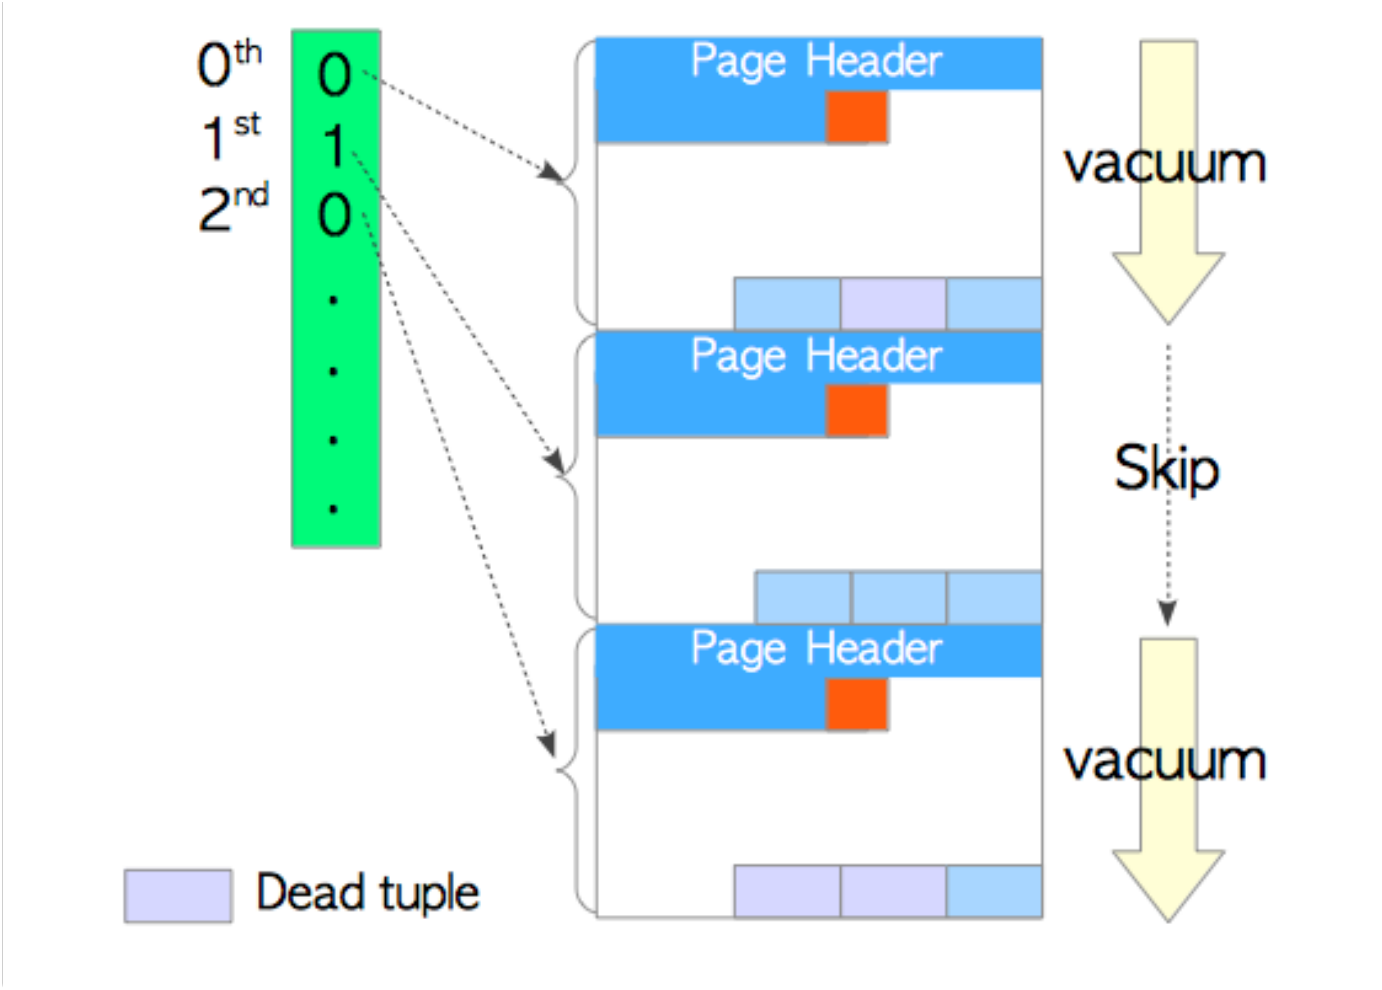 0th 0
1st 1
2nd 0
.
.
.
.
Page Header
vacuum
Page Header
Skip
Page Header
vacuum
Dead tuple